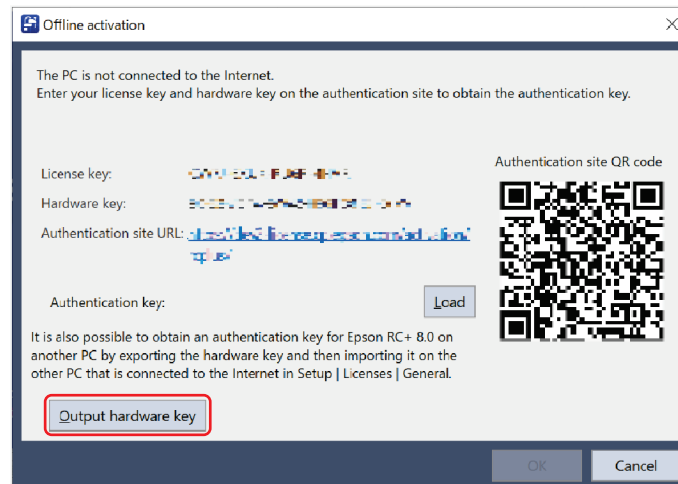 Offline activation
The PC is not connected to the Internet.
Enter your license key and hardware key on the authentication site to obtain the authentication key.
Authentication site QR code
License key:
Hardware key:
Authentication site URL:
Authentication key:
Load
It is also possible to obtain an authentication key for Epson RC+ 8.0 on
another PC by exporting the hardware key and then importing it on the
other PC that is connected to the Internet in Setup | Licenses | General.
Output hardware key
OK
Cancel